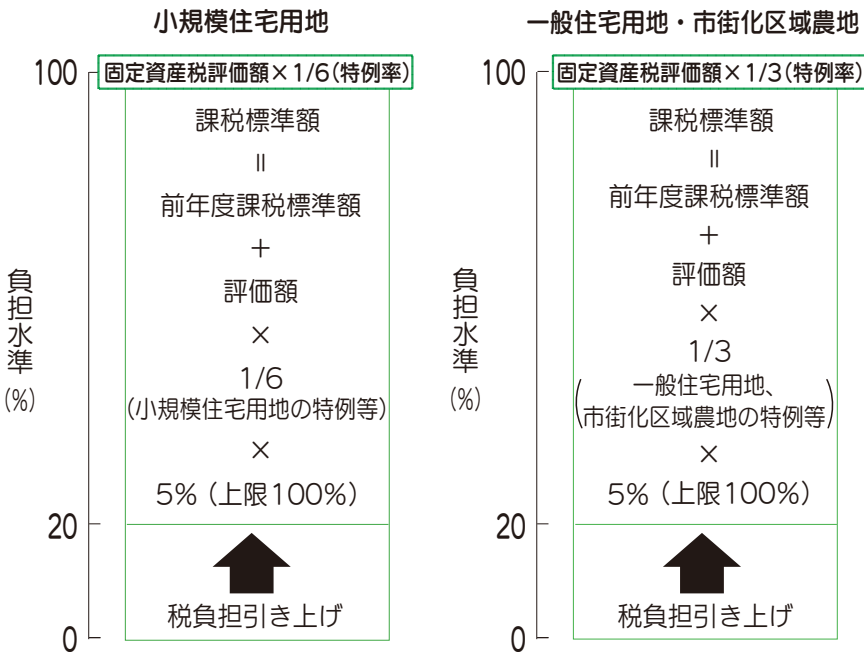 小規模住宅用地
100
固定資産税評価額×1/6(特例率)
課税標準額
＝
前年度課税標準額
＋
評価額
×
1/6
(小規模住宅用地の特例等)
×
5% (上限100%)
20
税負担引き上げ
0
負担水準
(%)
一般住宅用地・市街化区域農地
100
固定資産税評価額×1/3(特例率)
課税標準額
＝
前年度課税標準額
＋
評価額
×
1/3
(一般住宅用地、
市街化区域農地の特例等)
×
5% (上限100%)
20
税負担引き上げ
0
負担水準
(%)